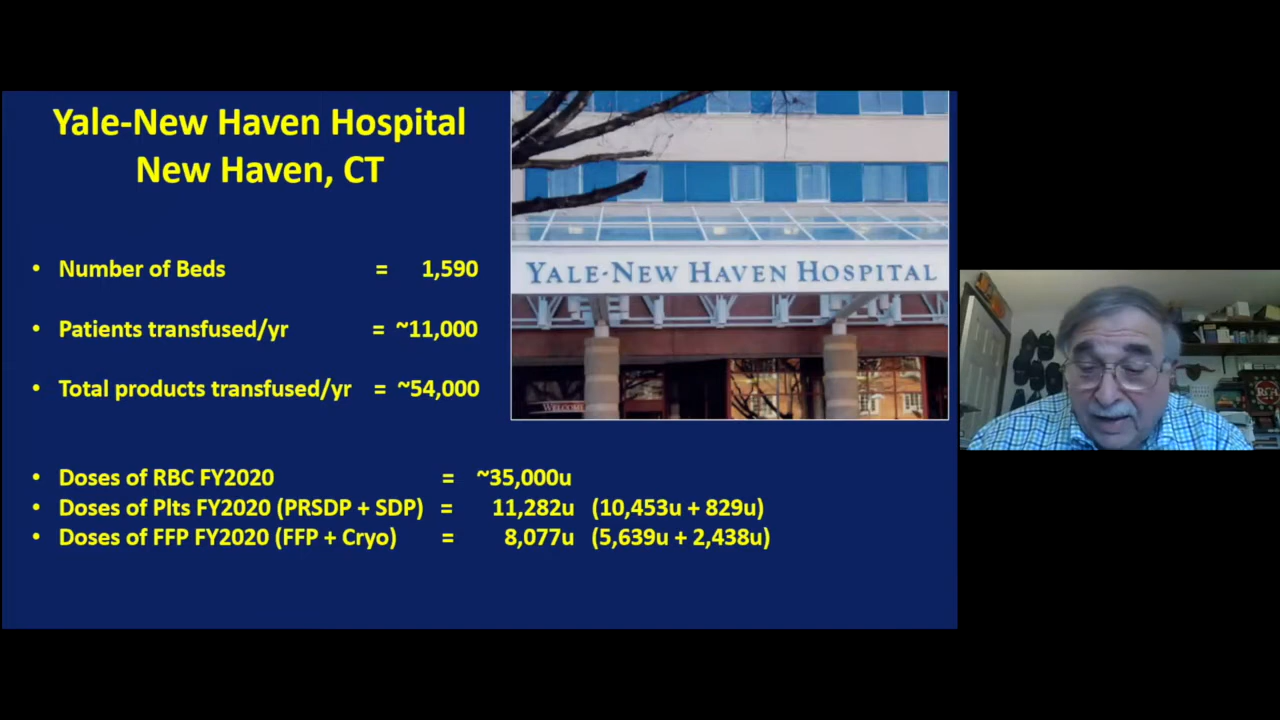 Yale-New Haven Hospital
New Haven, CT
• Number of Beds = 1,590
• Patients transfused/yr = ~11,000
• Total products transfused/yr = ~54,000
YALE-NEW HAVEN HOSPITAL
WELCOME
• Doses of RBC FY2020 = ~35,000u
• Doses of Plts FY2020 (PRSDP + SDP) = 11,282u (10,453u + 829u)
• Doses of FFP FY2020 (FFP + Cryo) = 8,077u (5,639u + 2,438u)